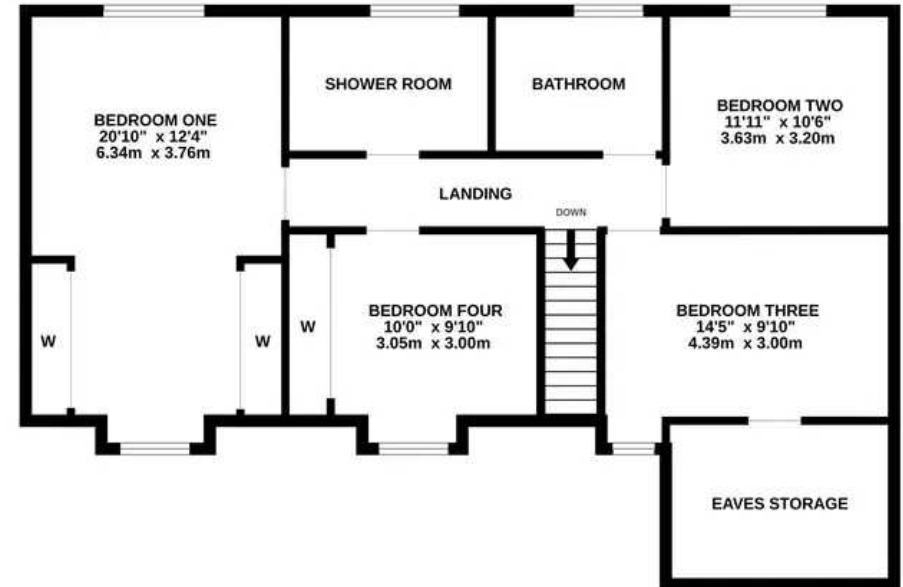 SHOWER ROOM
BATHROOM
BEDROOM TWO
11'11" x 10'6"
3.63m x 3.20m
BEDROOM ONE
20'10" x 12'4"
6.34m x 3.76m
LANDING
DOWN
W
W
W
BEDROOM FOUR
10'0" x 9'10"
3.05m x 3.00m
BEDROOM THREE
14'5" x 9'10"
4.39m x 3.00m
EAVES STORAGE